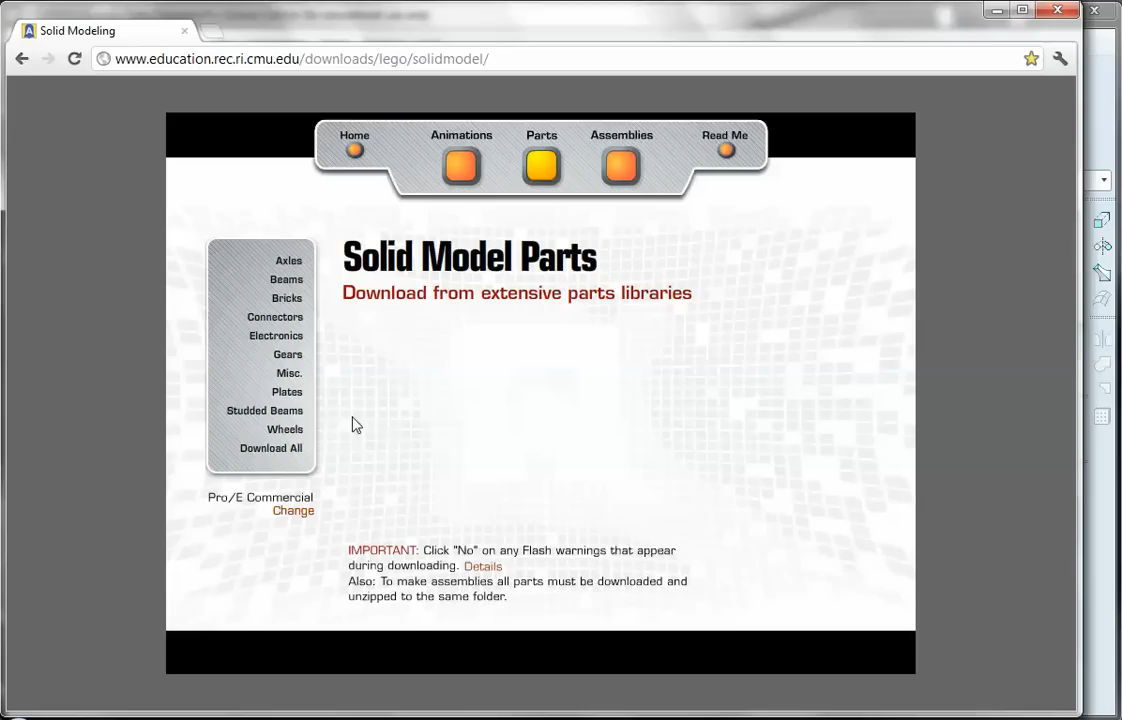 Solid Modeling
www.education.rec.ri.cmu.edu/downloads/lego/solidmodel/
Home
Animations
Parts
Assemblies
Read Me
Axles
Beams
Bricks
Connectors
Electronics
Gears
Misc.
Plates
Studded Beams
Wheels
Download All
Pro/E Commercial
Change
Solid Model Parts
Download from extensive parts libraries
IMPORTANT: Click "No" on any Flash warnings that appear
during downloading. Details
Also: To make assemblies all parts must be downloaded and
unzipped to the same folder.